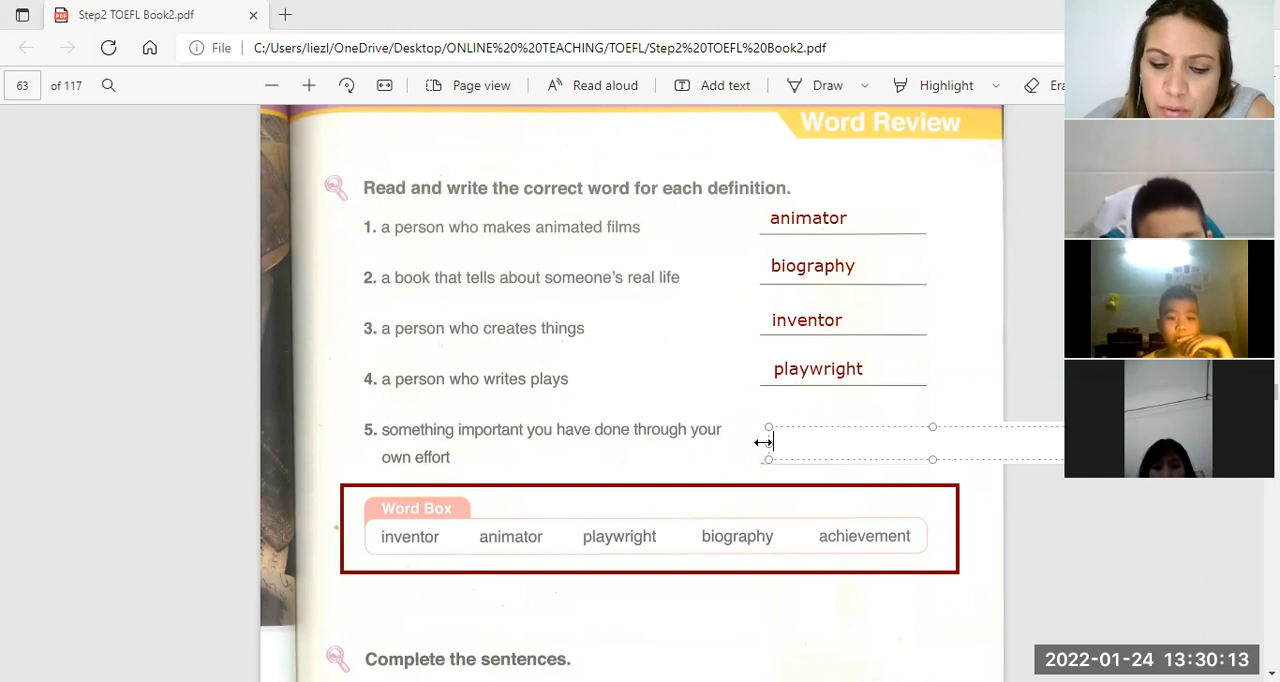 Step2 TOEFL Book2.pdf
File C:/Users/liezl/OneDrive/Desktop/ONLINE%20%20TEACHING/TOEFL/Step2%20TOEFL%20Book2.pdf
63 of 117 Page view Read aloud Add text Draw Highlight Era
Word Review
Read and write the correct word for each definition.
1. a person who makes animated films animator
2. a book that tells about someone's real life biography
3. a person who creates things inventor
4. a person who writes plays playwright
5. something important you have done through your
own effort
Word Box
inventor animator playwright biography achievement
Complete the sentences.
2022-01-24 13:30:13